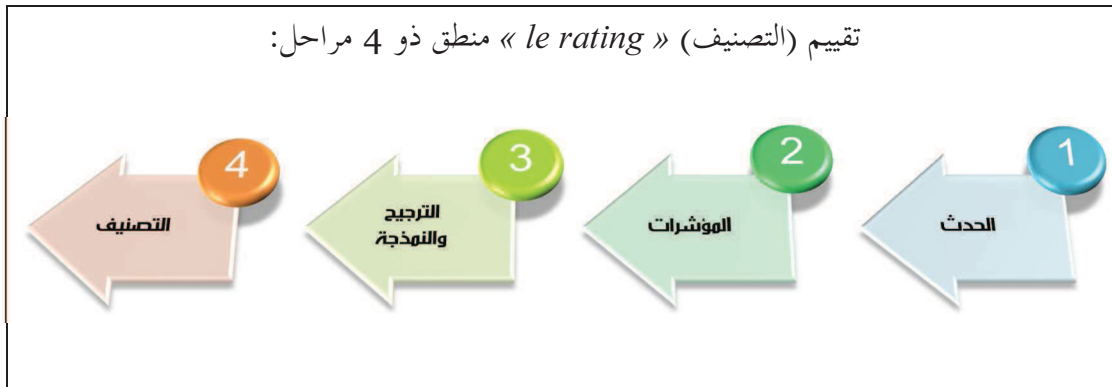 تقييم (التصنيف) « le rating » منطق ذو 4 مراحل:
1
الحدث
2
المؤشرات
3
الترجيح
والنمذجة
4
التصنيف